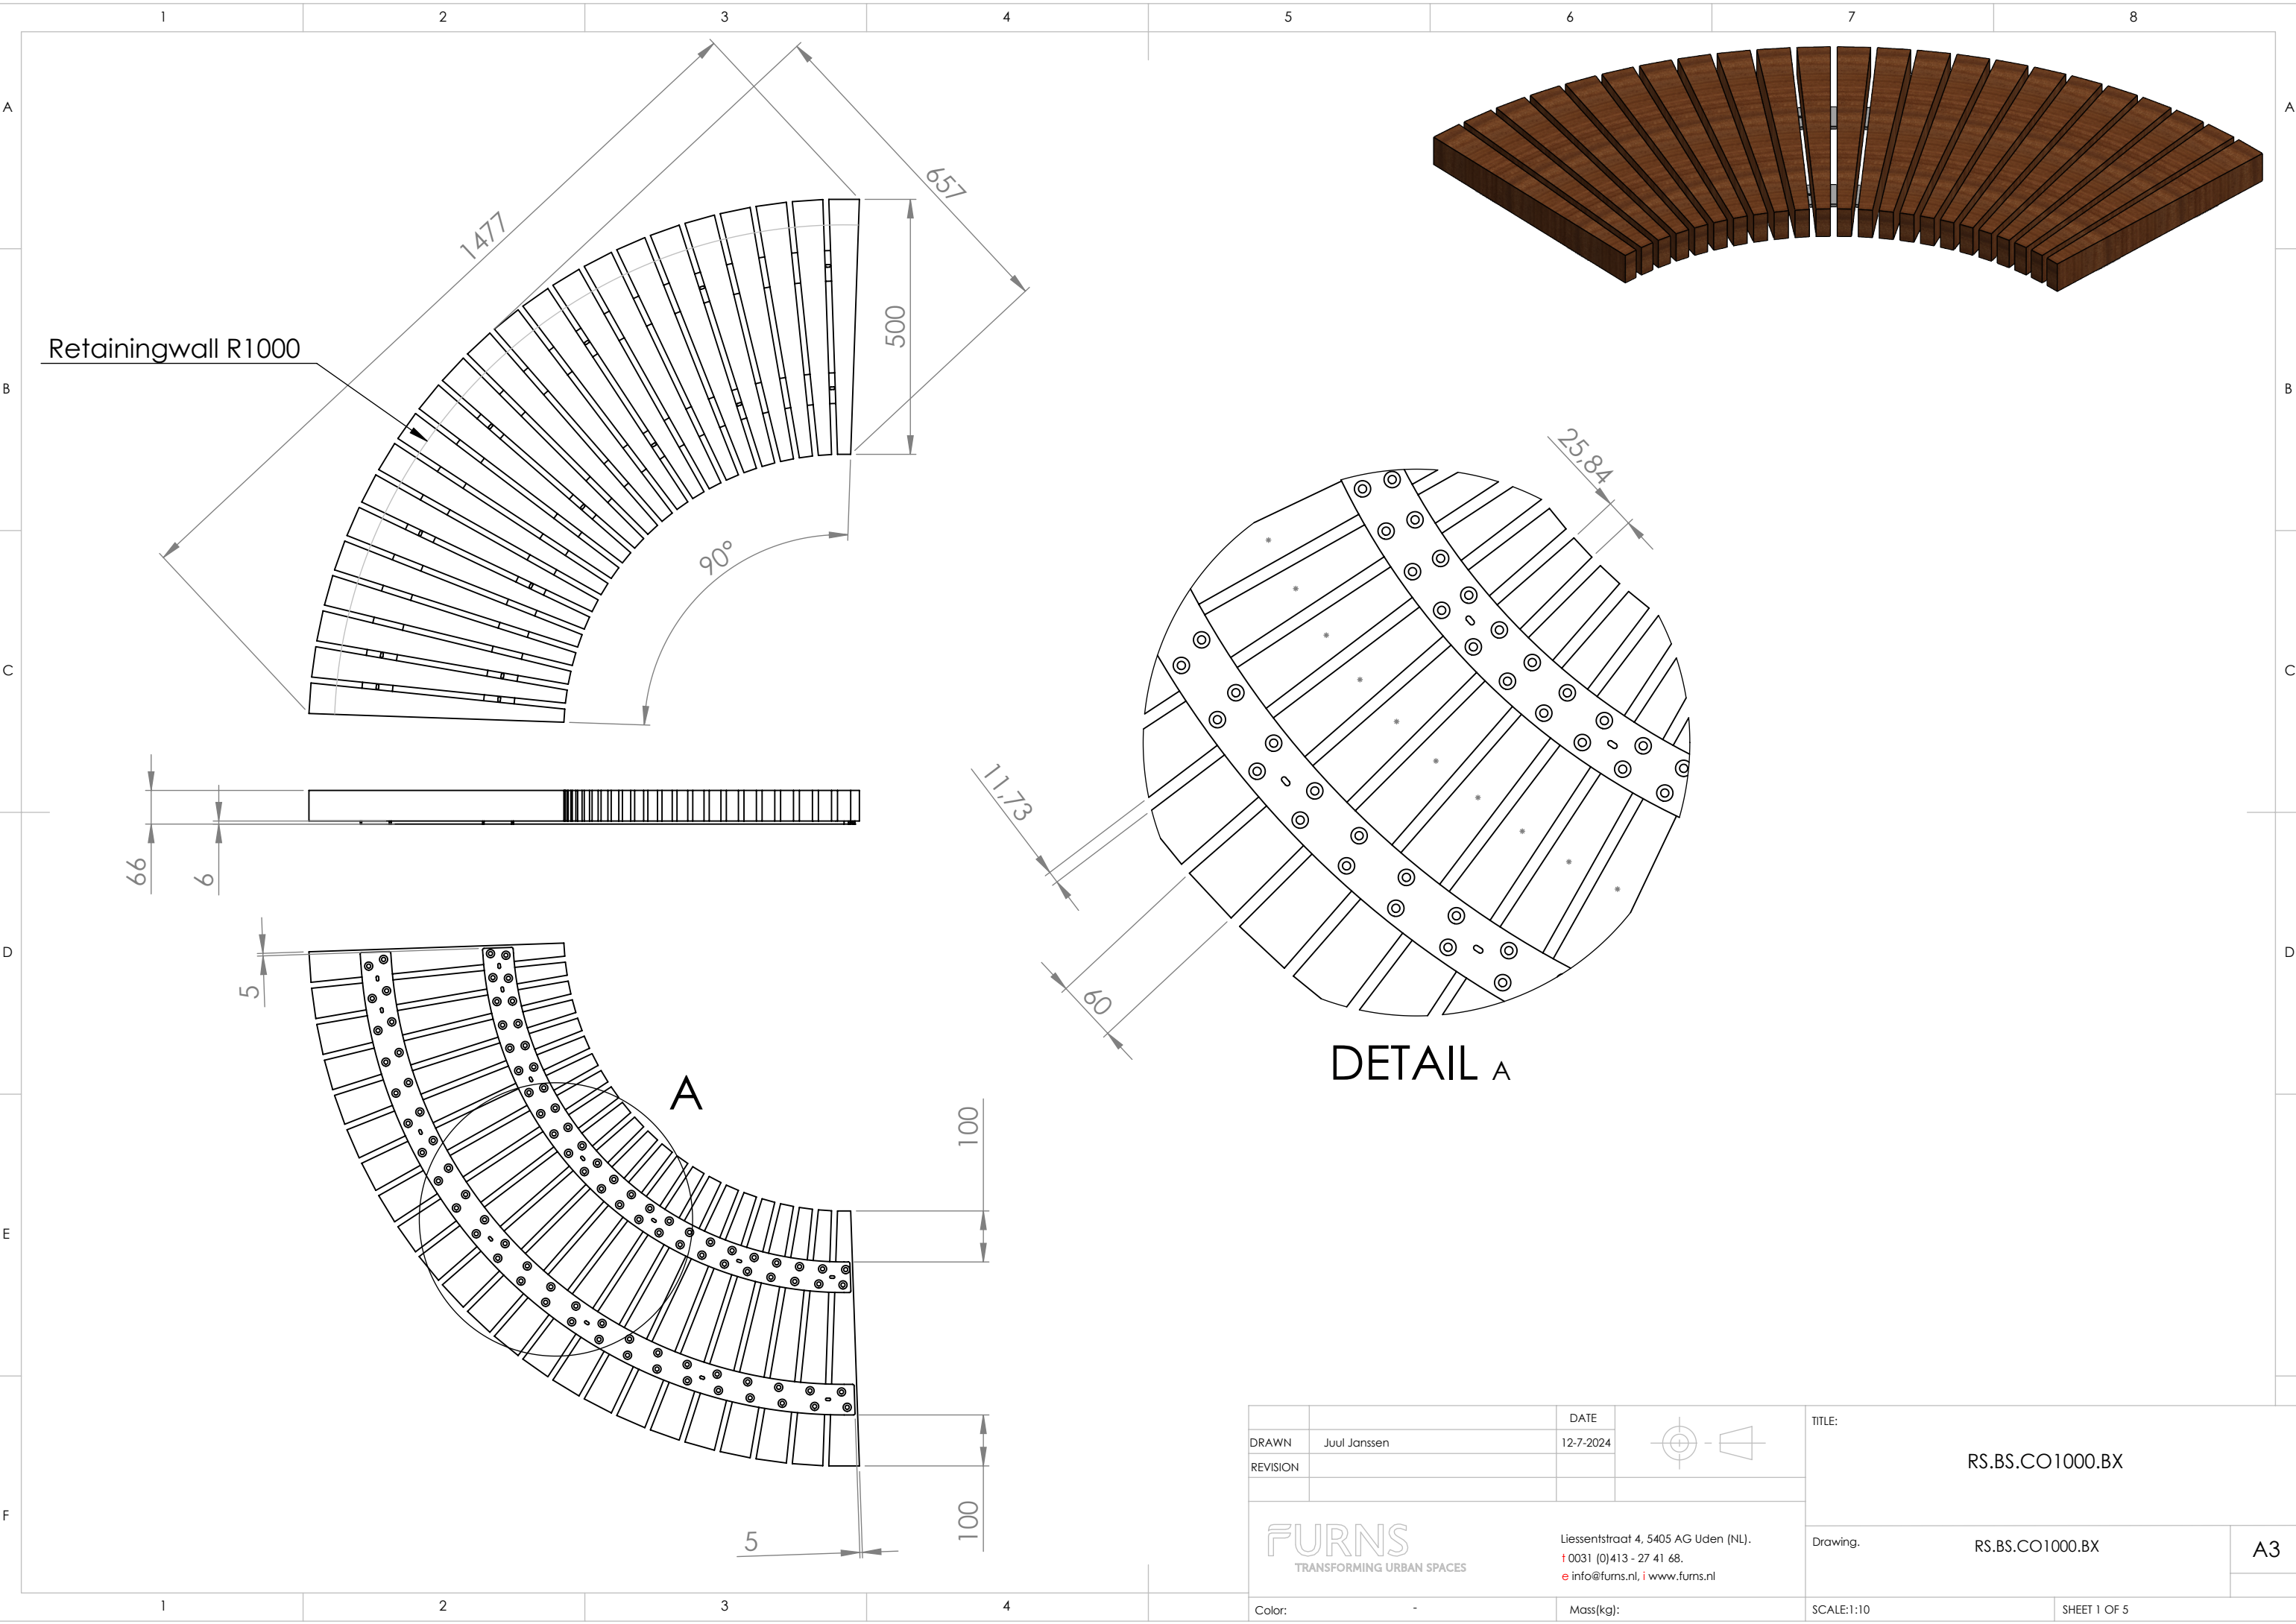 1 2 3 4 5 6 7 8
A A
1477
657
500
Retainingwall R1000
B B
90°
25,84
C C
11,73
66
6
60
D D
5
DETAIL A
A
100
E E
100
5
F
DATE
DRAWN Juul Janssen 12-7-2024
REVISION
TITLE:
RS.BS.CO1000.BX
FURNS
TRANSFORMING URBAN SPACES
Liessentstraat 4, 5405 AG Uden (NL).
t 0031 (0)413 - 27 41 68.
e info@furns.nl, i www.furns.nl
Drawing. RS.BS.CO1000.BX A3
Color: - Mass(kg): SCALE:1:10 SHEET 1 OF 5
1 2 3 4